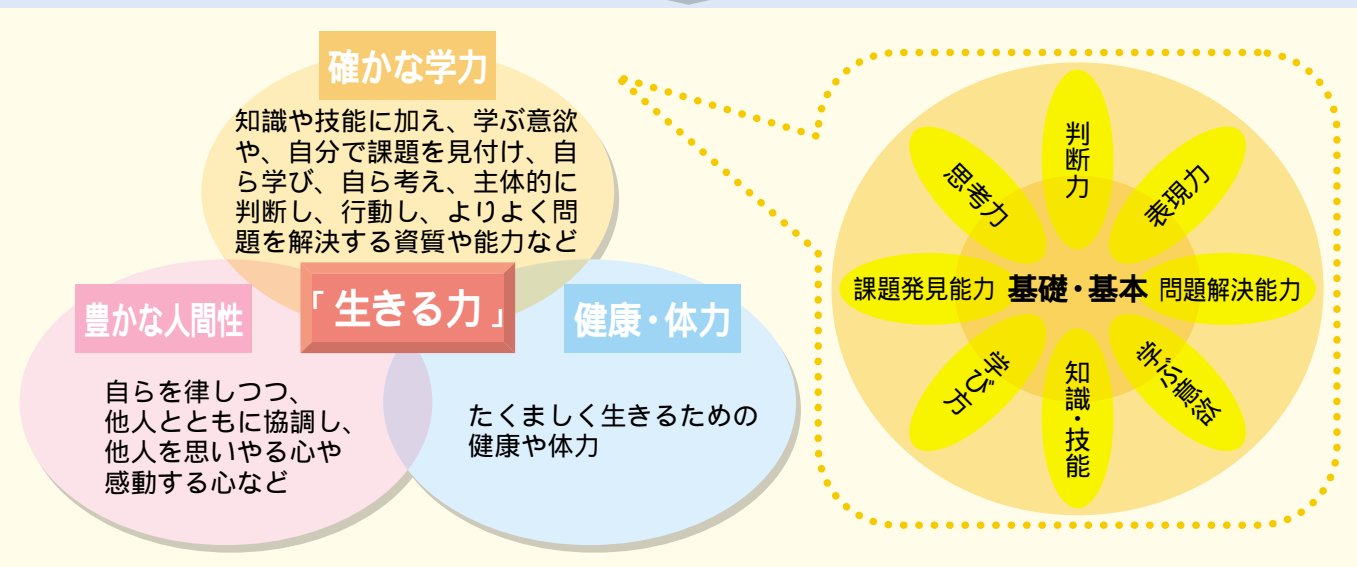 確かな学力
知識や技能に加え、学ぶ意欲
や、自分で課題を見付け、自
ら学び、自ら考え、主体的に
判断し、行動し、よりよく問
題を解決する資質や能力など
「生きる力」
豊かな人間性
自らを律しつつ、
他人とともに協調し、
他人を思いやる心や
感動する心など
健康・体力
たくましく生きるための
健康や体力
判断力
思考力
表現力
課題発見能力
基礎・基本
問題解決能力
学び方
知識・技能
学ぶ意欲